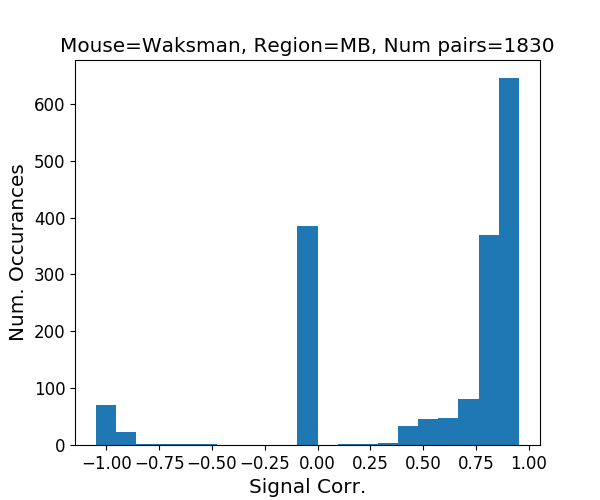 Mouse=Waksman, Region=MB, Num pairs=1830
Num. Occurances
600
500
400
300
200
100
0
−1.00 −0.75 −0.50 −0.25 0.00 0.25 0.50 0.75 1.00
Signal Corr.